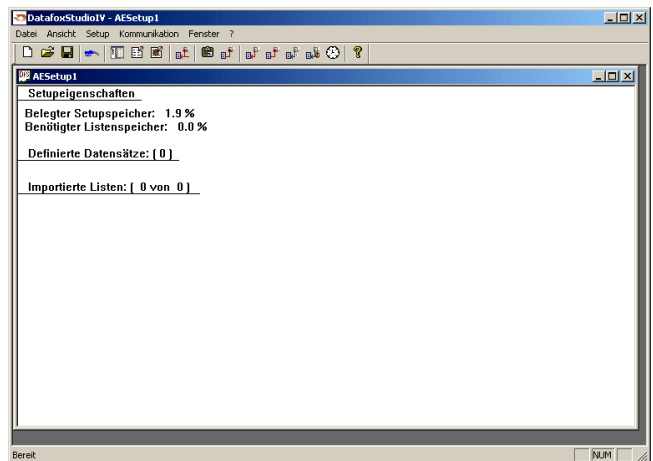 DatafoxStudioIV - AESetup1
Datei Ansicht Setup Kommunikation Fenster ?
AESetup1
Setupeigenschaften
Belegter Setupspeicher: 1.9 %
Benötigter Listenspeicher: 0.0 %
Definierte Datensätze: ( 0 )
Importierte Listen: ( 0 von 0 )
Bereit NUM